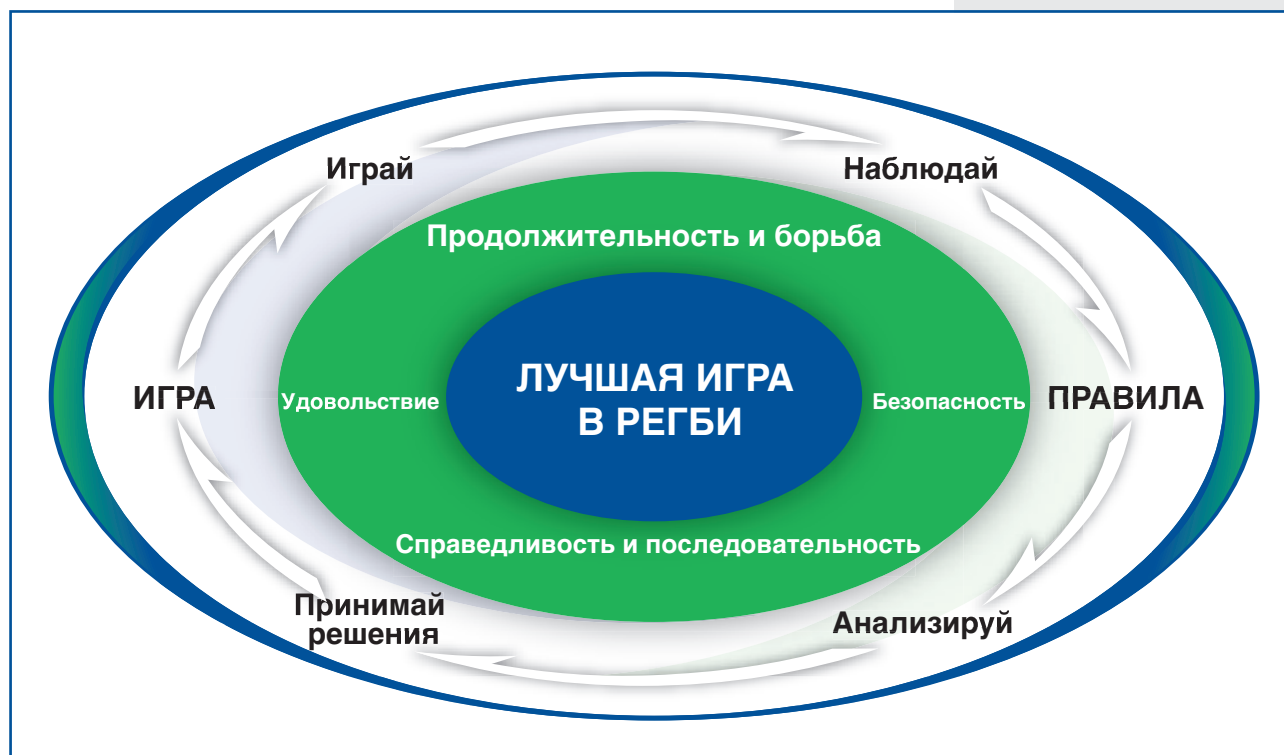 Играй
Наблюдай
Продолжительность и борьба
ЛУЧШАЯ ИГРА
В РЕГБИ
ИГРА
Удовольствие
Безопасность
ПРАВИЛА
Справедливость и последовательность
Принимай
решения
Анализируй